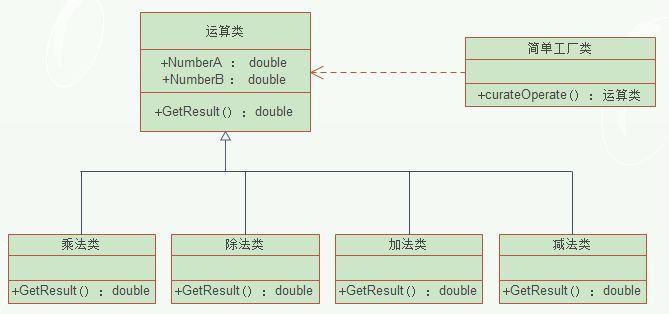 运算类
+NumberA : double
+NumberB : double
+GetResult() : double
简单工厂类
+curateOperate() : 运算类
乘法类
+GetResult() : double
除法类
+GetResult() : double
加法类
+GetResult() : double
减法类
+GetResult() : double